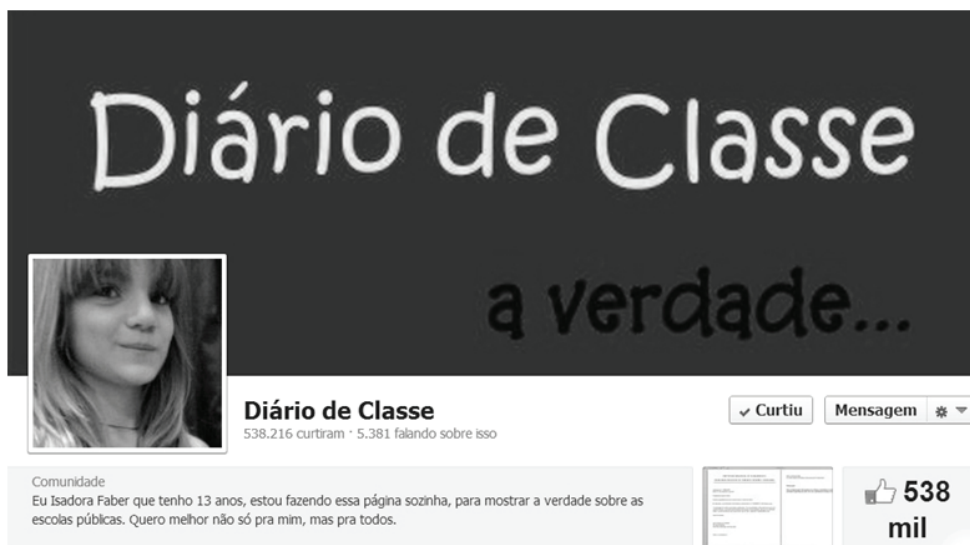 Diário de Classe
a verdade...
Diário de Classe
538.216 curtiram · 5.381 falando sobre isso
Curtiu
Mensagem
Comunidade
Eu Isadora Faber que tenho 13 anos, estou fazendo essa página sozinha, para mostrar a verdade sobre as
escolas públicas. Quero melhor não só pra mim, mas pra todos.
538
mil